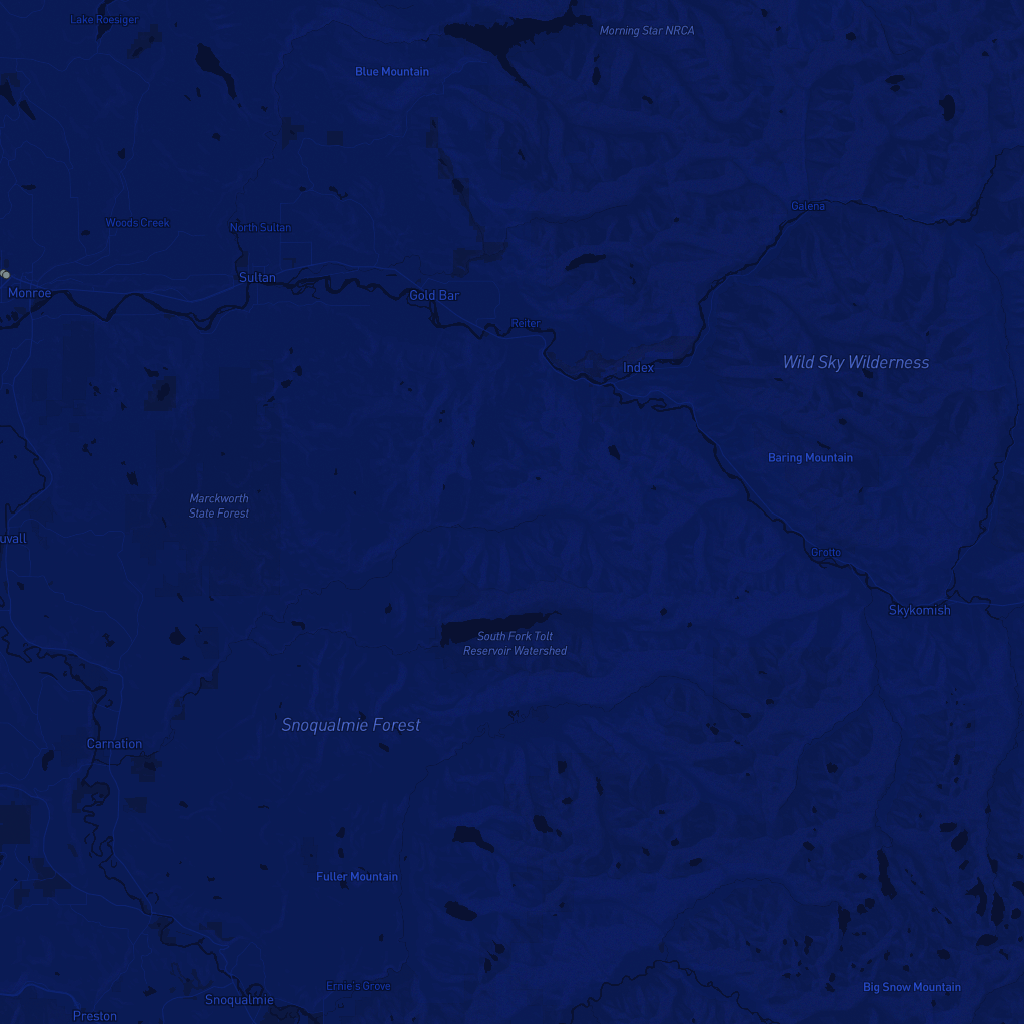 Lake Roesiger
Morning Star NRCA
Blue Mountain
Galena
Woods Creek
North Sultan
Sultan
Monroe
Gold Bar
Reiter
Index
Wild Sky Wilderness
Baring Mountain
Marckworth
State Forest
uvall
Grotto
Skykomish
South Fork Tolt
Reservoir Watershed
Snoqualmie Forest
Carnation
Fuller Mountain
Ernie's Grove
Big Snow Mountain
Snoqualmie
Preston